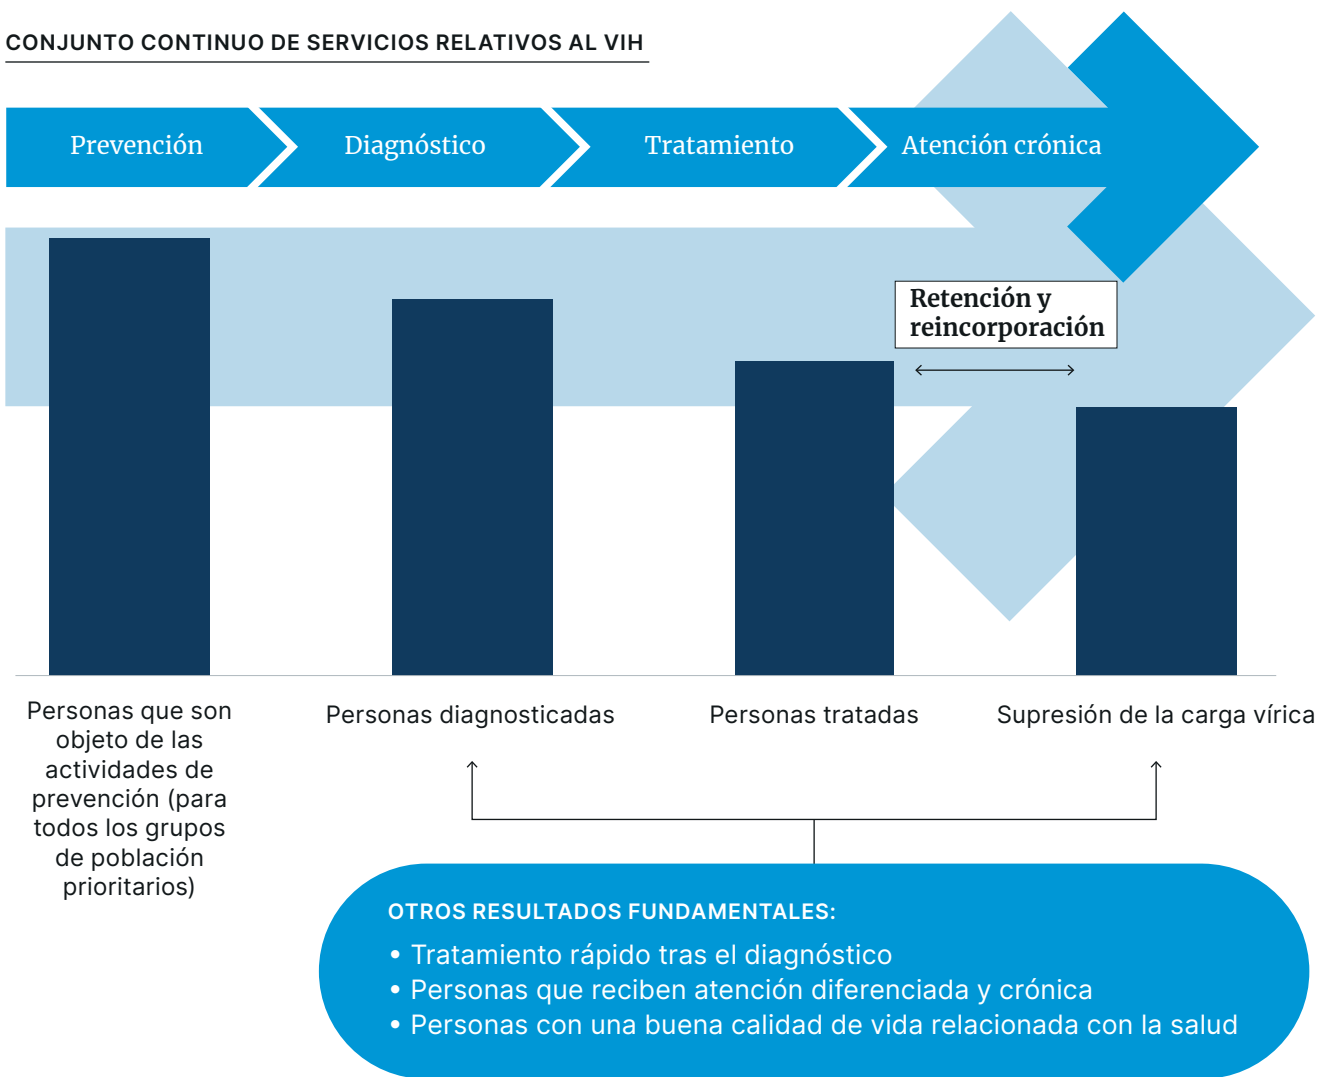 CONJUNTO CONTINUO DE SERVICIOS RELATIVOS AL VIH
Prevención
Diagnóstico
Tratamiento
Atención crónica
Retención y
reincorporación
Personas que son
objeto de las
actividades de
prevención (para
todos los grupos
de población
prioritarios)
Personas diagnosticadas
Personas tratadas
Supresión de la carga vírica
OTROS RESULTADOS FUNDAMENTALES:
• Tratamiento rápido tras el diagnóstico
• Personas que reciben atención diferenciada y crónica
• Personas con una buena calidad de vida relacionada con la salud